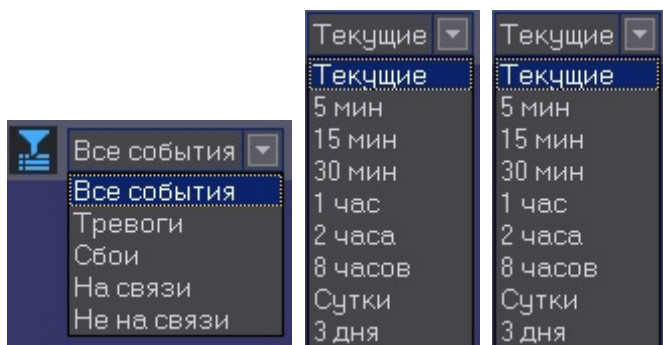 Все события
Все события
Тревоги
Сбои
На связи
Не на связи
Текущие
Текущие
5 мин
15 мин
30 мин
1 час
2 часа
8 часов
Сутки
3 дня
Текущие
Текущие
5 мин
15 мин
30 мин
1 час
2 часа
8 часов
Сутки
3 дня